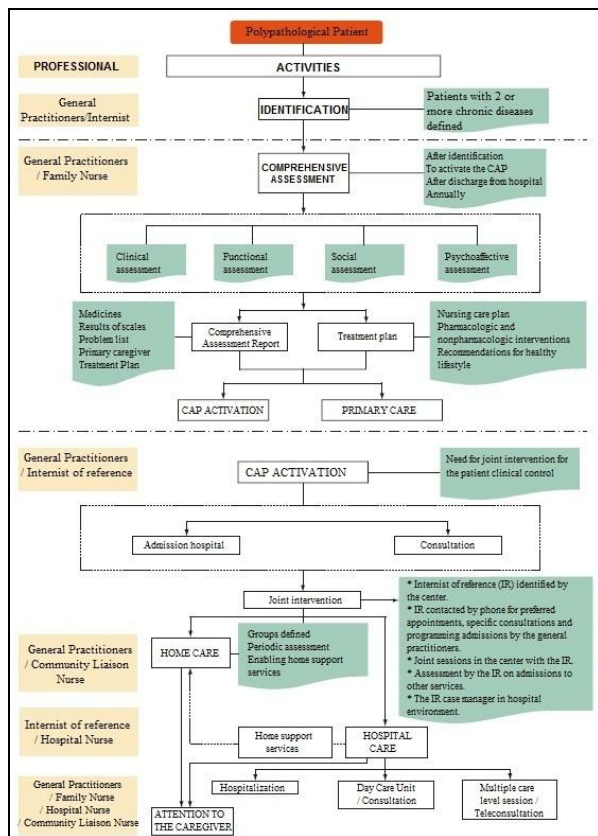 Polypathological Patient
PROFESSIONAL
ACTIVITIES
General
Practitioners/Internist
IDENTIFICATION
Patients with 2 or
more chronic diseases
defined
General Practitioners
/ Family Nurse
COMPREHENSIVE
ASSESSMENT
After identification
To activate the CAP
After discharge from hospital
Annually
Clinical
assessment
Functional
assessment
Social
assessment
Psychoaffective
assessment
Medicines
Results of scales
Problem list
Primary caregiver
Treatment Plan
Comprehensive
Assessment Report
Treatment plan
Nursing care plan
Pharmacologic and
nonpharmacologic interventions
Recommendations for healthy
lifestyle
CAP ACTIVATION
PRIMARY CARE
General Practitioners
/ Internist of reference
CAP ACTIVATION
Need for joint intervention for
the patient clinical control
Admission hospital
Consultation
Joint intervention
* Internist of reference (IR) identified by
the center.
* IR contacted by phone for preferred
appointments, specific consultations and
programming admissions by the general
practitioners.
* Joint sessions in the center with the IR.
* Assessment by the IR on admissions to
other services.
* The IR case manager in hospital
environment.
General Practitioners
/ Community Liaison
Nurse
HOME CARE
Groups defined
Periodic assessment
Enabling home support
services
Internist of reference
/ Hospital Nurse
Home support
services
HOSPITAL
CARE
General Practitioners
/ Family Nurse
/ Hospital Nurse
/ Community Liaison Nurse
ATTENTION TO
THE CAREGIVER
Hospitalization
Day Care Unit
/ Consultation
Multiple care
level session /
Teleconsultation